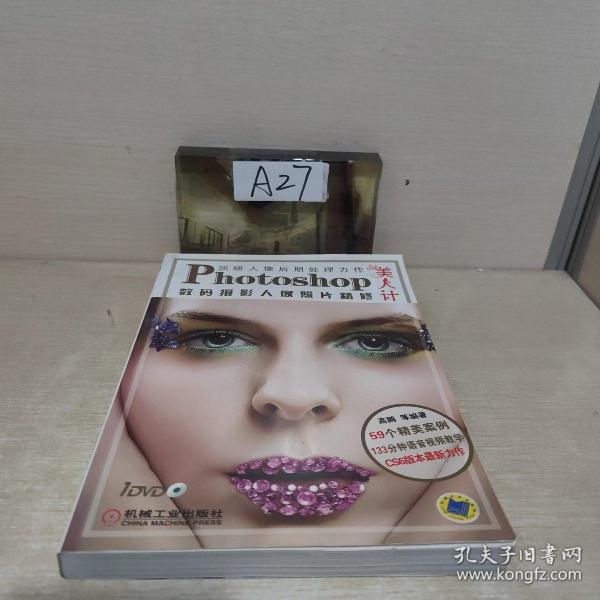 A27
顶级人像后期处理力作
Photoshop
美人计
数码摄影人像照片精修
高鹏 等编著
59个精美案例
133分钟语音视频教学
CS6版本最新力作
1DVD
机械工业出版社
CHINA MACHINE PRESS
孔夫子旧书网
www.kongfz.com